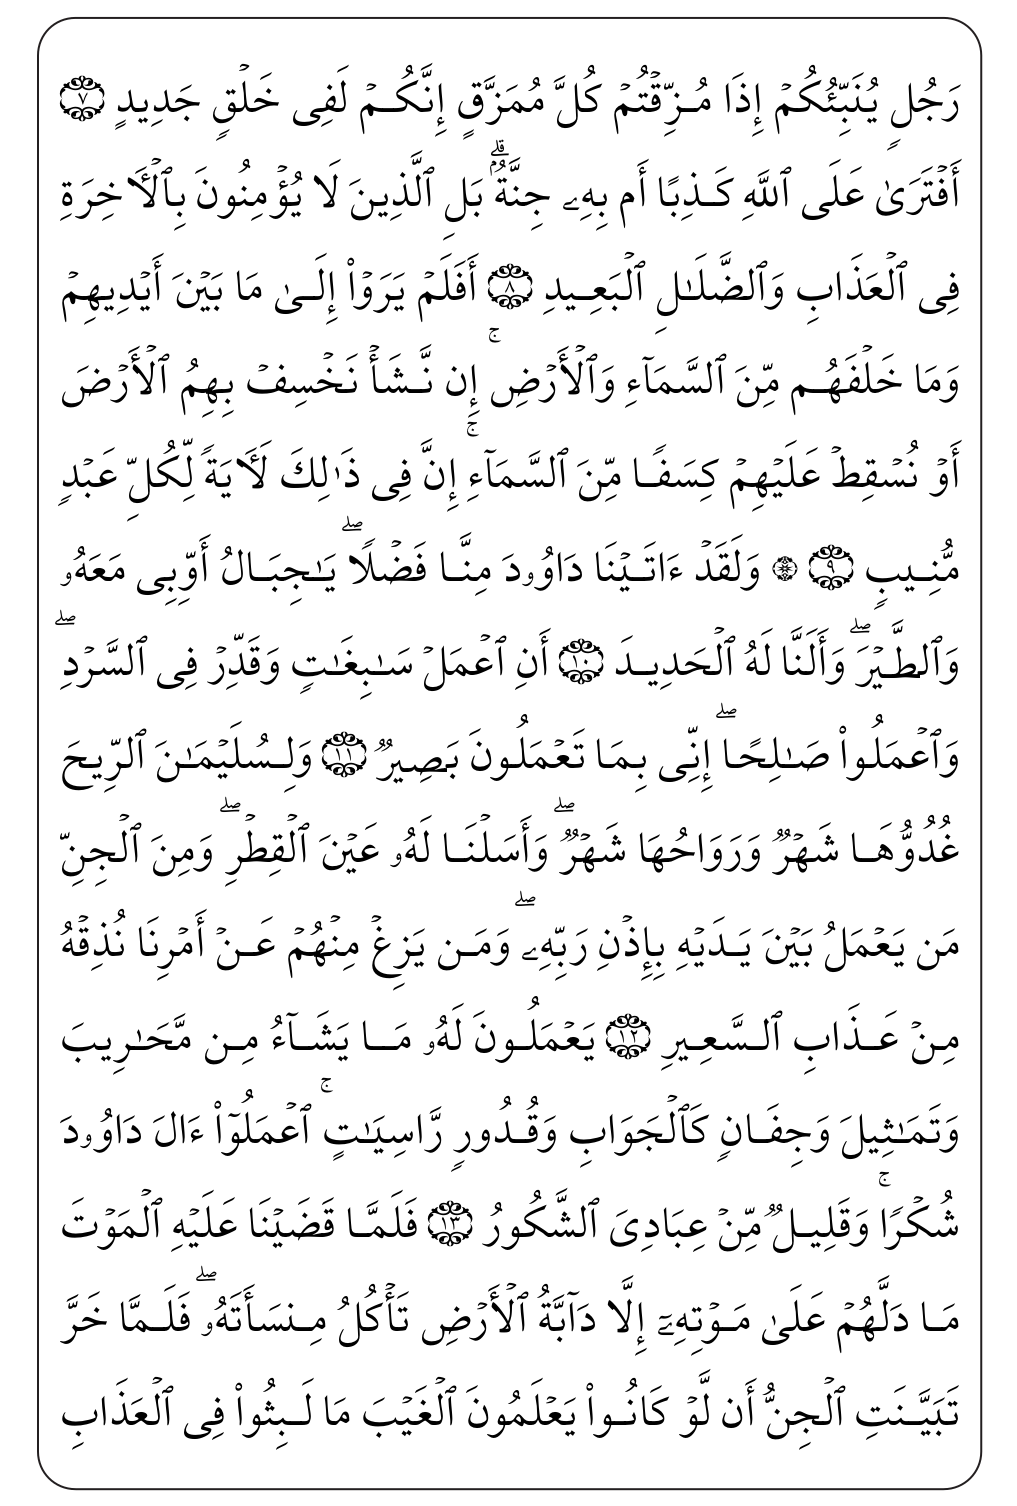 رَجُلٍ يُنَبِّئُكُمۡ إِذَا مُزِّقۡتُمۡ كُلَّ مُمَزَّقٍ إِنَّكُمۡ لَفِى خَلۡقٍ جَدِيدٍ ٧
أَفۡتَرَىٰ عَلَى ٱللَّهِ كَذِبًا أَم بِهِۦ جِنَّةُۢۗ بَلِ ٱلَّذِينَ لَا يُؤۡمِنُونَ بِٱلۡأَخِرَةِ
فِى ٱلۡعَذَابِ وَٱلضَّلَـٰلِ ٱلۡبَعِيدِ ٨ أَفَلَمۡ يَرَوۡا۟ إِلَىٰ مَا بَيۡنَ أَيۡدِيهِمۡ
وَمَا خَلۡفَهُم مِّنَ ٱلسَّمَآءِ وَٱلۡأَرۡضِۚ إِن نَّشَأۡ نَخۡسِفۡ بِهِمُ ٱلۡأَرۡضَ
أَوۡ نُسۡقِطۡ عَلَيۡهِمۡ كِسَفًا مِّنَ ٱلسَّمَآءِۚ إِنَّ فِى ذَٰلِكَ لَأَيَةً لِّكُلِّ عَبۡدٍ
مُّنِيبٍ ٩ ۞ وَلَقَدۡ ءَاتَيۡنَا دَاوُۥدَ مِنَّا فَضۡلًاۖ يَـٰجِبَالُ أَوِّبِى مَعَهُۥ
وَٱلطَّيۡرَۖ وَأَلَنَّا لَهُ ٱلۡحَدِيدَ ١٠ أَنِ ٱعۡمَلۡ سَـٰبِغَـٰتٍ وَقَدِّرۡ فِى ٱلسَّرۡدِۖ
وَٱعۡمَلُوا۟ صَـٰلِحًاۖ إِنِّى بِمَا تَعۡمَلُونَ بَصِيرٌ ١١ وَلِسُلَيۡمَـٰنَ ٱلرِّيحَ
غُدُوُّهَا شَهۡرٌ وَرَوَاحُهَا شَهۡرٌۖ وَأَسَلۡنَا لَهُۥ عَيۡنَ ٱلۡقِطۡرِۖ وَمِنَ ٱلۡجِنِّ
مَن يَعۡمَلُ بَيۡنَ يَدَيۡهِ بِإِذۡنِ رَبِّهِۦۖ وَمَن يَزِغۡ مِنۡهُمۡ عَنۡ أَمۡرِنَا نُذِقۡهُ
مِنۡ عَذَابِ ٱلسَّعِيرِ ١٢ يَعۡمَلُونَ لَهُۥ مَا يَشَآءُ مِن مَّحَـٰرِيبَ
وَتَمَـٰثِيلَ وَجِفَانٍ كَٱلۡجَوَابِ وَقُدُورٍ رَّاسِيَـٰتٍۚ ٱعۡمَلُوٓا۟ ءَالَ دَاوُۥدَ
شُكۡرًاۚ وَقَلِيلٌ مِّنۡ عِبَادِىَ ٱلشَّكُورُ ١٣ فَلَمَّا قَضَيۡنَا عَلَيۡهِ ٱلۡمَوۡتَ
مَا دَلَّهُمۡ عَلَىٰ مَوۡتِهِۦٓ إِلَّا دَآبَّةُ ٱلۡأَرۡضِ تَأۡكُلُ مِنسَأَتَهُۥۖ فَلَمَّا خَرَّ
تَبَيَّنَتِ ٱلۡجِنُّ أَن لَّوۡ كَانُوا۟ يَعۡلَمُونَ ٱلۡغَيۡبَ مَا لَبِثُوا۟ فِى ٱلۡعَذَابِ